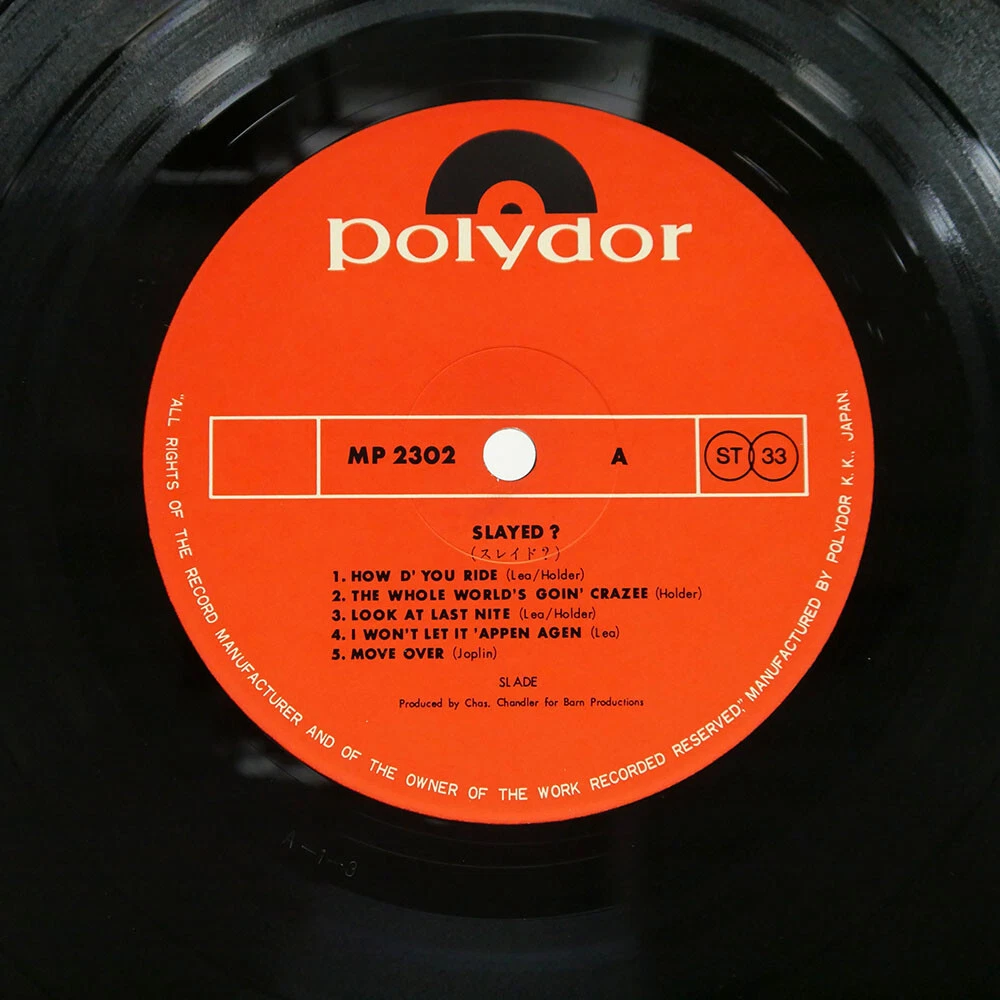 polydor
MP 2302 A ST 33
SLAYED ?
(スレイド?)
1. HOW D' YOU RIDE (Lea/Holder)
2. THE WHOLE WORLD'S GOIN' CRAZEE (Holder)
3. LOOK AT LAST NITE (Lea/Holder)
4. I WON'T LET IT 'APPEN AGEN (Lea)
5. MOVE OVER (Joplin)
SLADE
Produced by Chas. Chandler for Barn Productions
"ALL RIGHTS OF THE RECORD MANUFACTURER AND OF THE OWNER OF THE WORK RECORDED RESERVED," MANUFACTURED BY POLYDOR K.K., JAPAN.
A-1-3